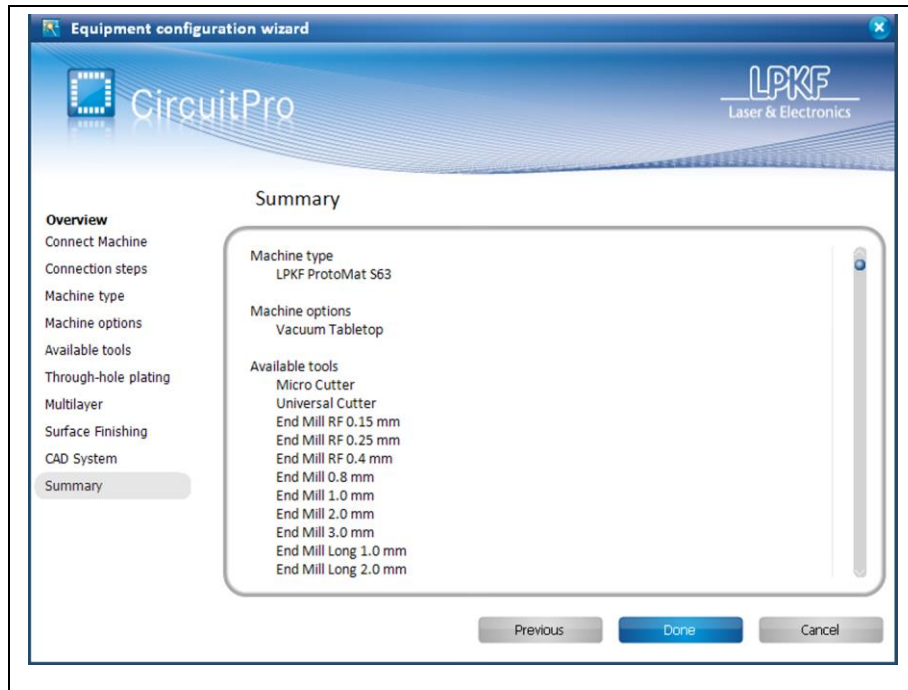 Equipment configuration wizard
CircuitPro
LPKF
Laser & Electronics
Summary
Overview
Connect Machine
Connection steps
Machine type
Machine options
Available tools
Through-hole plating
Multilayer
Surface Finishing
CAD System
Summary
Machine type
LPKF ProtoMat S63
Machine options
Vacuum Tabletop
Available tools
Micro Cutter
Universal Cutter
End Mill RF 0.15 mm
End Mill RF 0.25 mm
End Mill RF 0.4 mm
End Mill 0.8 mm
End Mill 1.0 mm
End Mill 2.0 mm
End Mill 3.0 mm
End Mill Long 1.0 mm
End Mill Long 2.0 mm
Previous
Done
Cancel